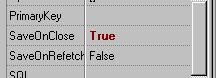 PrimaryKey
SaveOnClose True
SaveOnRefetch False
SQL